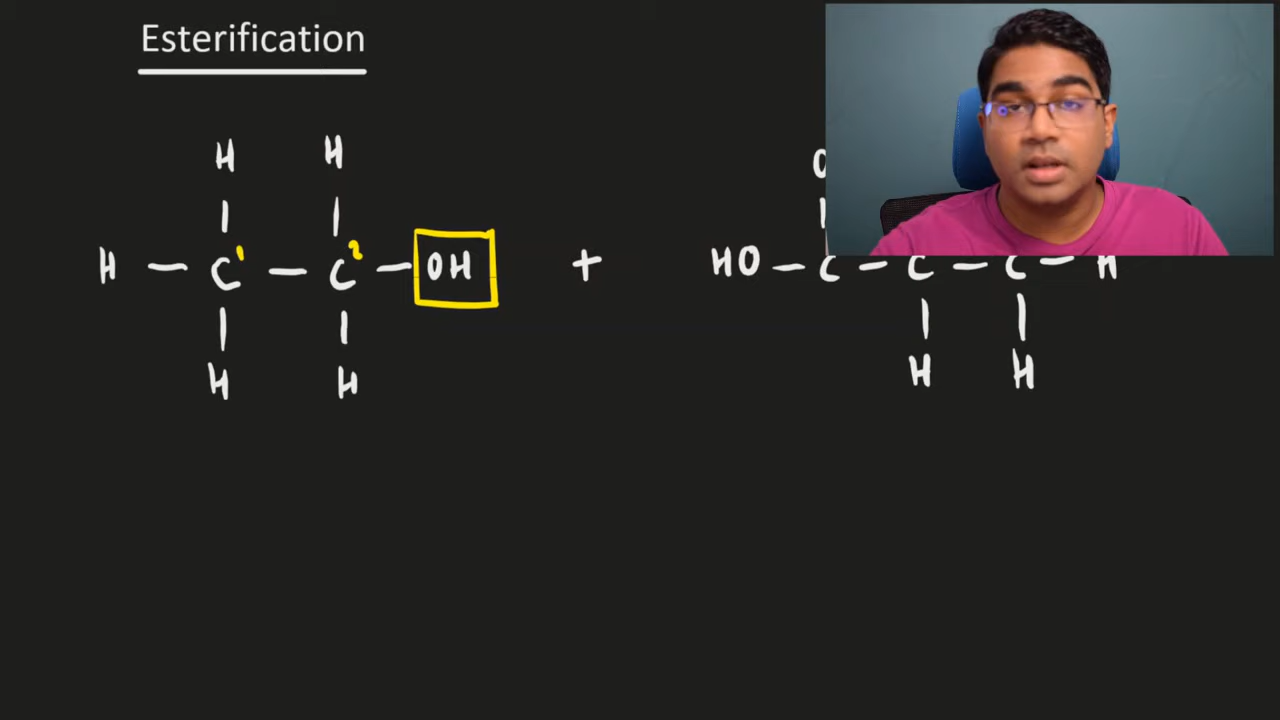 Esterification
H H O
H — C¹ — C² — OH + HO — C — C — C — H
H H H H